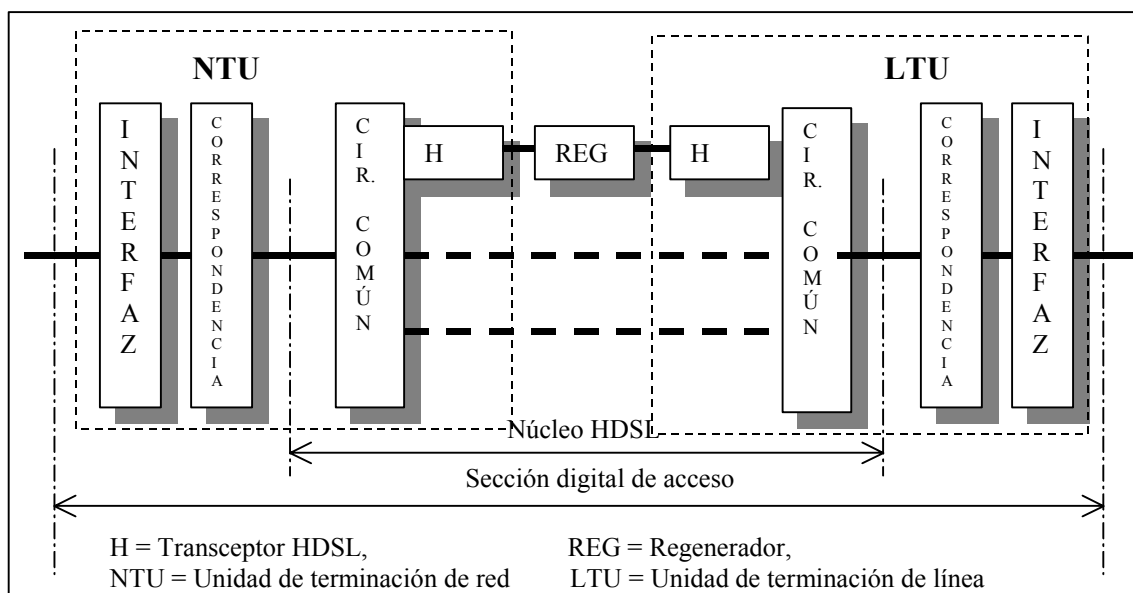 NTU
LTU
INTERFAZ
CORRESPONDENCIA
CIR. COMÚN
H
REG
H
CIR. COMÚN
CORRESPONDENCIA
INTERFAZ
Núcleo HDSL
Sección digital de acceso
H = Transceptor HDSL, REG = Regenerador,
NTU = Unidad de terminación de red LTU = Unidad de terminación de línea